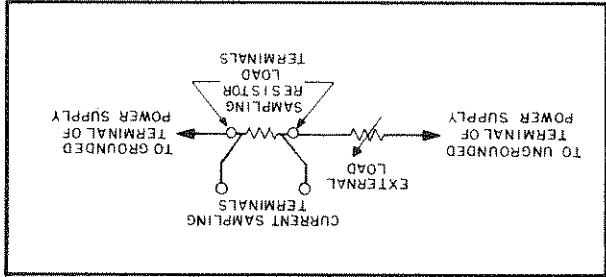 CURRENT SAMPLING
TERMINALS
EXTERNAL
LOAD
TO UNGROUNDED
TERMINAL OF
POWER SUPPLY
TO GROUNDED
TERMINAL OF
POWER SUPPLY
SAMPLING
RESISTOR
LOAD
TERMINALS